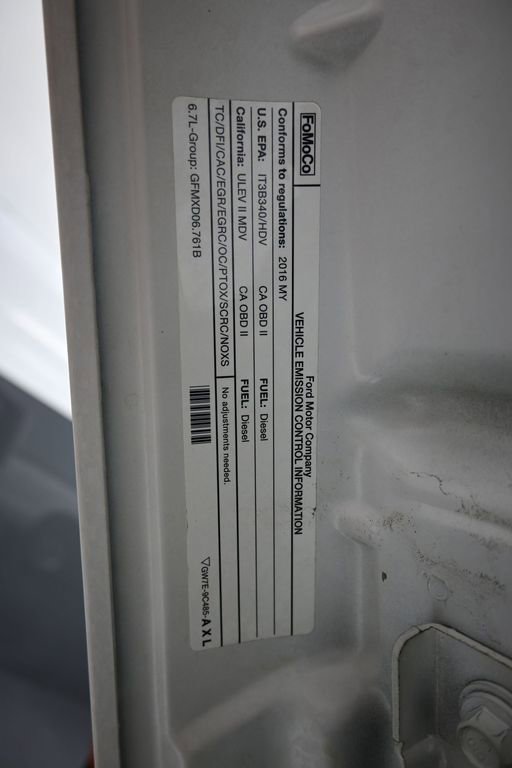 FoMoCo
Ford Motor Company
VEHICLE EMISSION CONTROL INFORMATION
Conforms to regulations: 2016 MY
U.S. EPA: IT3B340/HDV CA OBD II FUEL: Diesel
California: ULEV II MDV CA OBD II FUEL: Diesel
TC/DFI/CAC/EGR/EGRC/OC/PTOX/SCRC/NOXS No adjustments needed.
6.7L-Group: GFMXD06.761B
▽GW7E-9C485-AXL